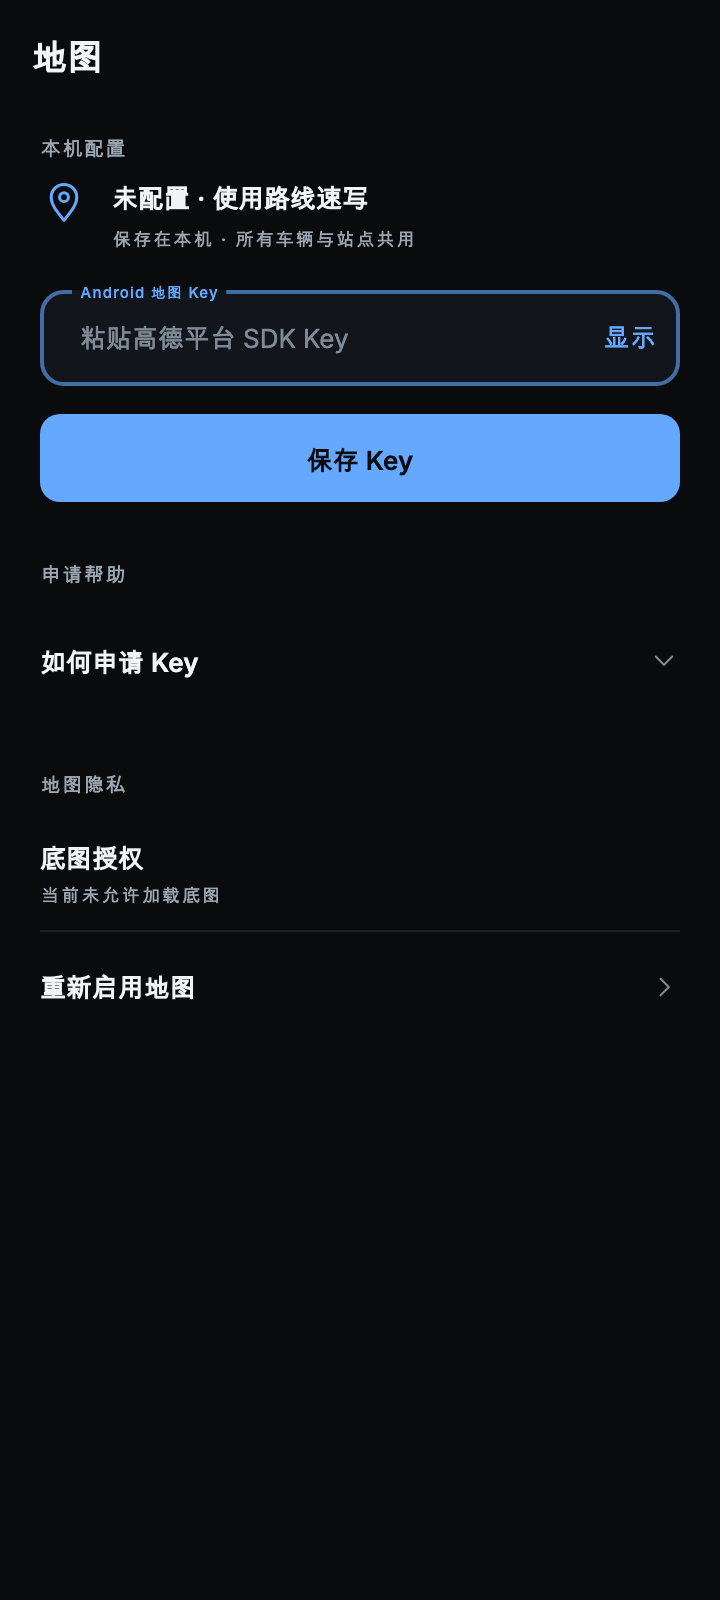 地图
本机配置
未配置 · 使用路线速写
保存在本机 · 所有车辆与站点共用
Android 地图 Key
粘贴高德平台 SDK Key
显示
保存 Key
申请帮助
如何申请 Key
地图隐私
底图授权
当前未允许加载底图
重新启用地图